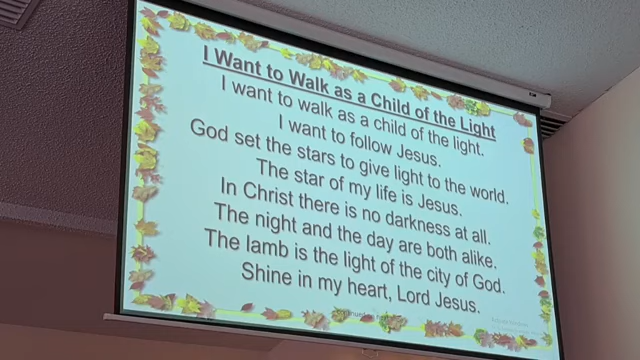 I Want to Walk as a Child of the Light
I want to walk as a child of the light.
I want to follow Jesus.
God set the stars to give light to the world.
The star of my life is Jesus.
In Christ there is no darkness at all.
The night and the day are both alike.
The lamb is the light of the city of God.
Shine in my heart, Lord Jesus.